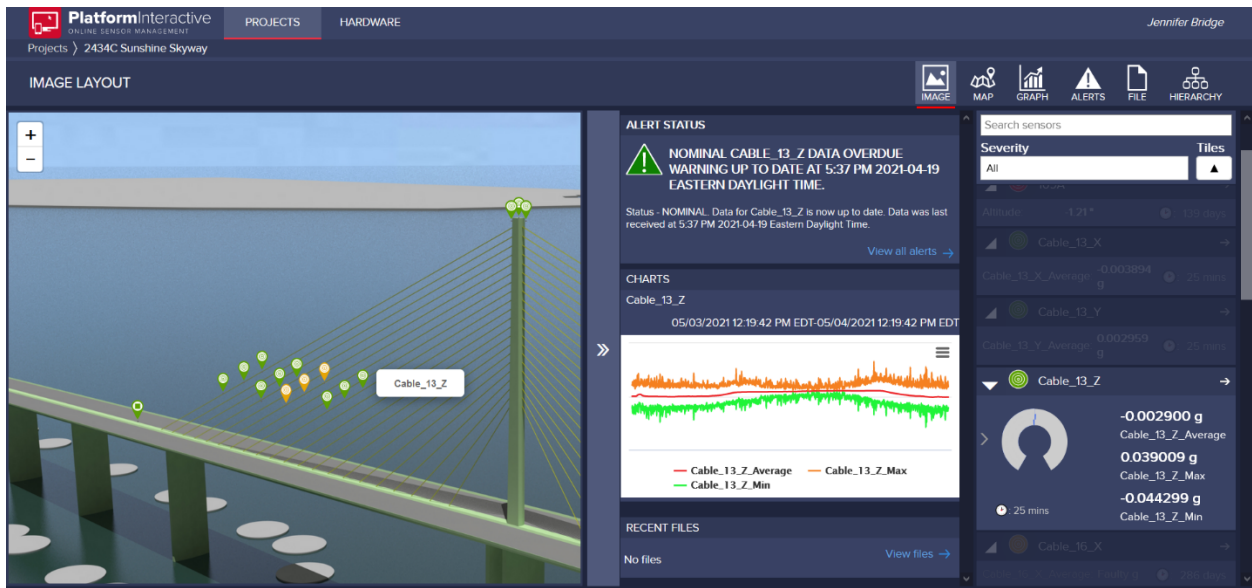 PlatformInteractive
ONLINE SENSOR MANAGEMENT
PROJECTS
HARDWARE
Jennifer Bridge
Projects 〉 2434C Sunshine Skyway
IMAGE LAYOUT
IMAGE
MAP
GRAPH
ALERTS
FILE
HIERARCHY
+
−
Cable_13_Z
»
ALERT STATUS
NOMINAL CABLE_13_Z DATA OVERDUE
WARNING UP TO DATE AT 5:37 PM 2021-04-19
EASTERN DAYLIGHT TIME.
Status - NOMINAL. Data for Cable_13_Z is now up to date. Data was last
received at 5:37 PM 2021-04-19 Eastern Daylight Time.
View all alerts →
CHARTS
Cable_13_Z
05/03/2021 12:19:42 PM EDT-05/04/2021 12:19:42 PM EDT
Cable_13_Z_Average
Cable_13_Z_Max
Cable_13_Z_Min
RECENT FILES
No files
View files →
Search sensors
Severity
Tiles
All
Altitude
1.21 °
139 days
Cable_13_X
Cable_13_X_Average
-0.003894
g
25 mins
Cable_13_Y
Cable_13_Y_Average
0.002959
g
25 mins
Cable_13_Z
-0.002900 g
Cable_13_Z_Average
0.039009 g
Cable_13_Z_Max
-0.044299 g
Cable_13_Z_Min
: 25 mins
Cable_16_X